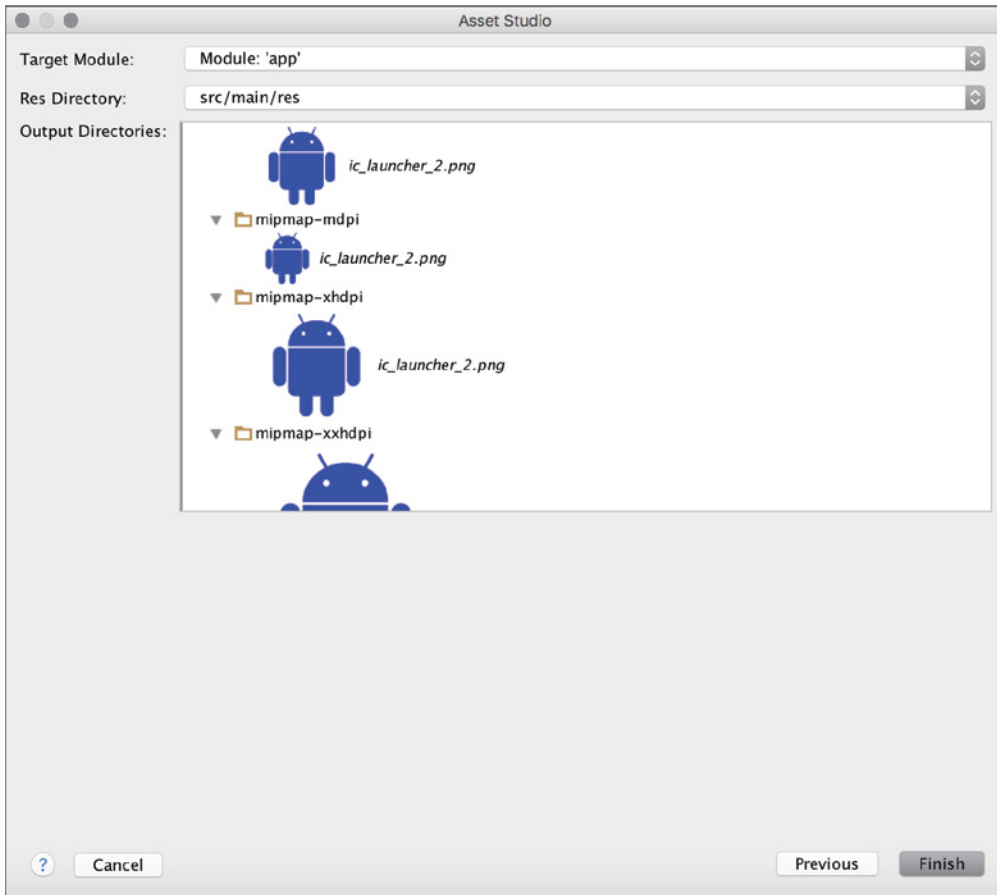 Asset Studio
Target Module: Module: 'app'
Res Directory: src/main/res
Output Directories:
ic_launcher_2.png
mipmap-mdpi
ic_launcher_2.png
mipmap-xhdpi
ic_launcher_2.png
mipmap-xxhdpi
? Cancel Previous Finish